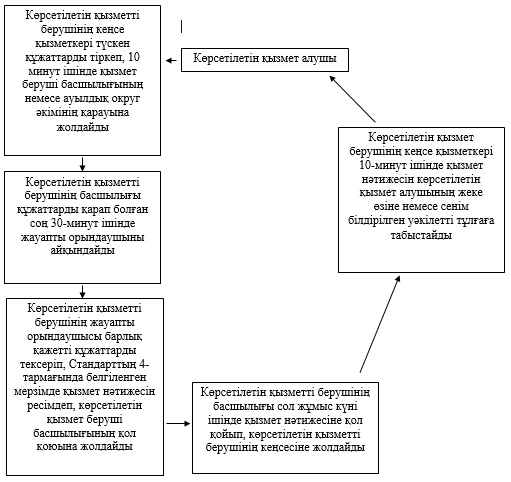 Көрсетілетін қызметті
берушінің кеңсе
қызметкері түскен
құжаттарды тіркеп, 10
минут ішінде қызмет
беруші басшылығының
немесе ауылдық округ
әкімінің қарауына
жолдайды
Көрсетілетін қызмет алушы
Көрсетілетін қызмет
берушінің кеңсе қызметкері
10-минут ішінде қызмет
нәтижесін көрсетілетін
қызмет алушының жеке
өзіне немесе сенім
білдірілген уәкілетті тұлғаға
табыстайды
Көрсетілетін қызметті
берушінің басшылығы
құжаттарды қарап болған
соң 30-минут ішінде
жауапты орындаушыны
айқындайды
Көрсетілетін қызметті
берушінің жауапты
орындаушысы барлық
қажетті құжаттарды
тексеріп, Стандарттың 4-
тармағында белгіленген
мерзімде қызмет нәтижесін
ресімдеп, көрсетілетін
қызмет беруші
басшылығының қол
қоюына жолдайды
Көрсетілетін қызметті берушінің
басшылығы сол жұмыс күні
ішінде қызмет нәтижесіне қол
қойып, көрсетілетін қызметті
берушінің кеңсесіне жолдайды